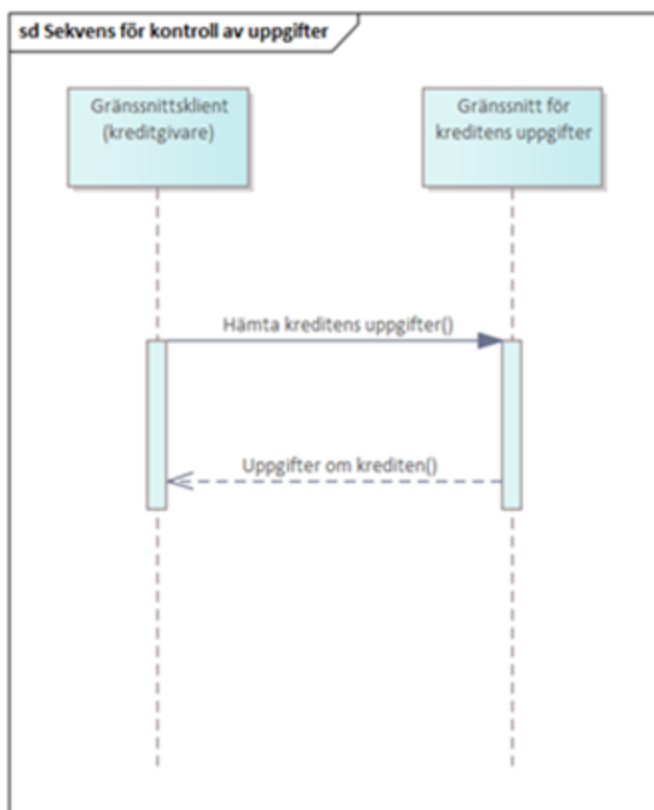 sd Sekvens för kontroll av uppgifter
Gränssnittsklient
(kreditgivare)
Gränssnitt för
kreditens uppgifter
Hämta kreditens uppgifter()
Uppgifter om krediten()